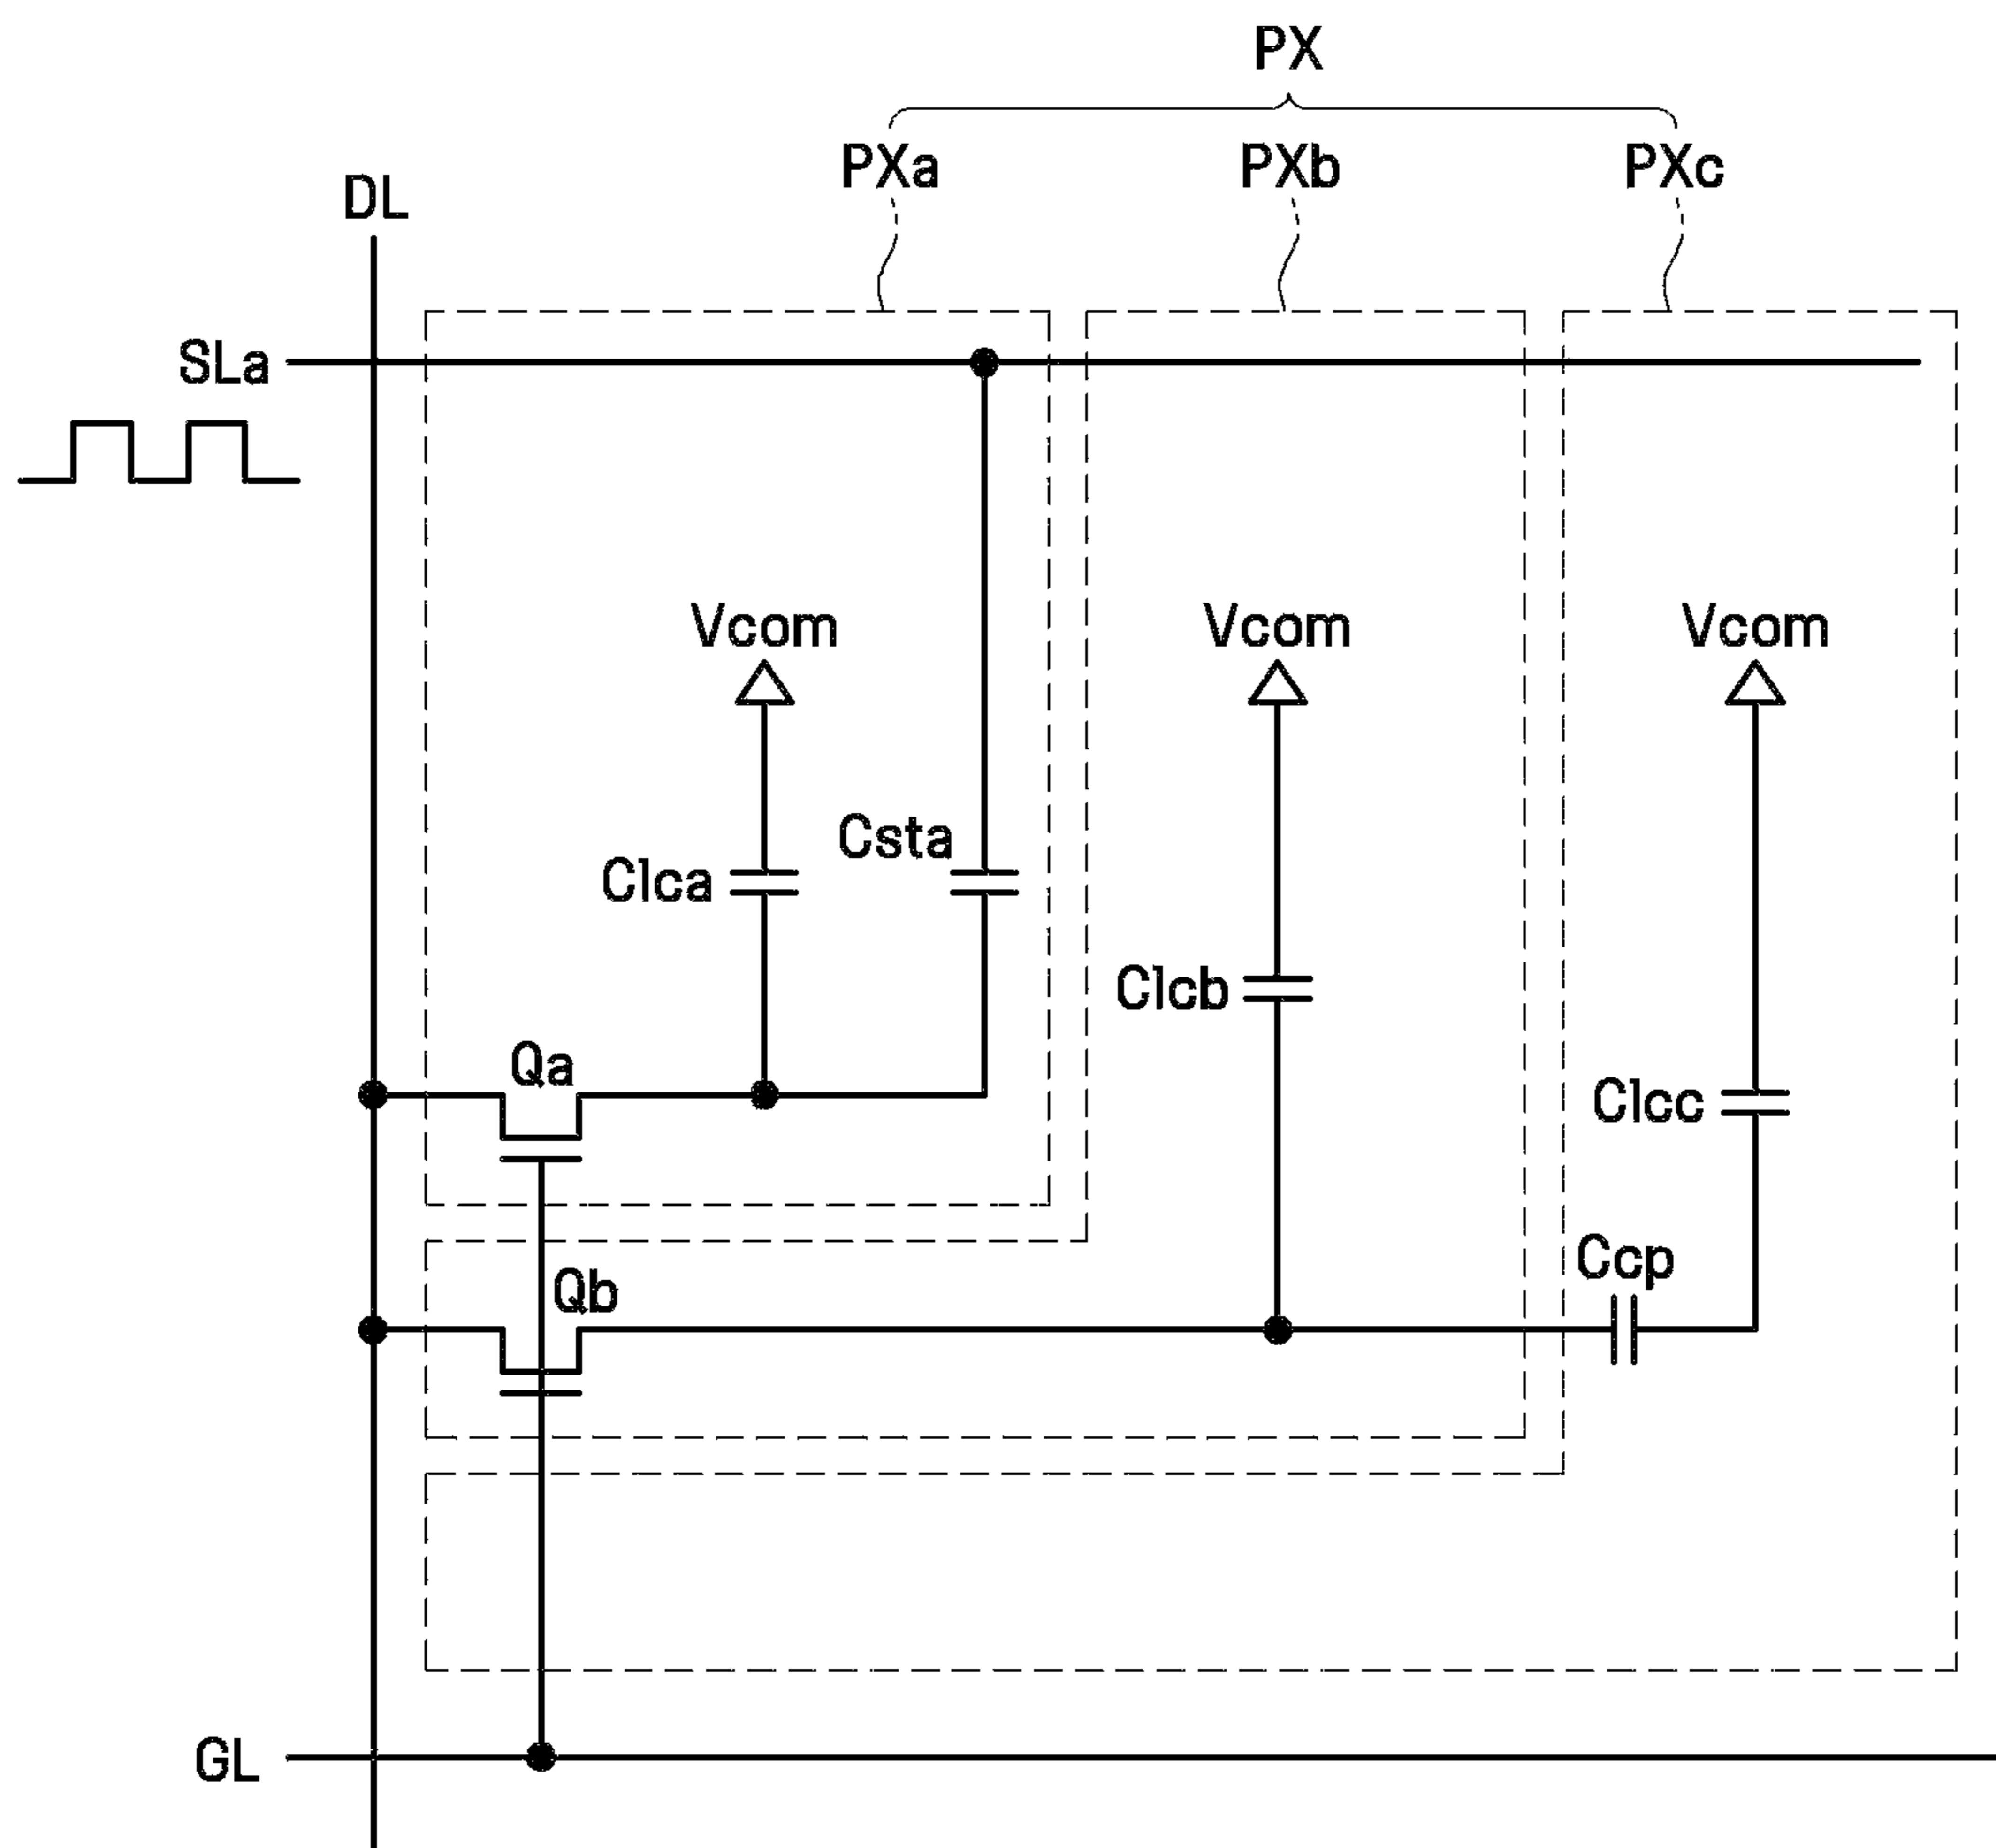 PX
PXa PXb PXc
DL
SLa
Vcom Vcom Vcom
Csta
Clca
Clcb
Qa
Clcc
Ccp
Qb
GL